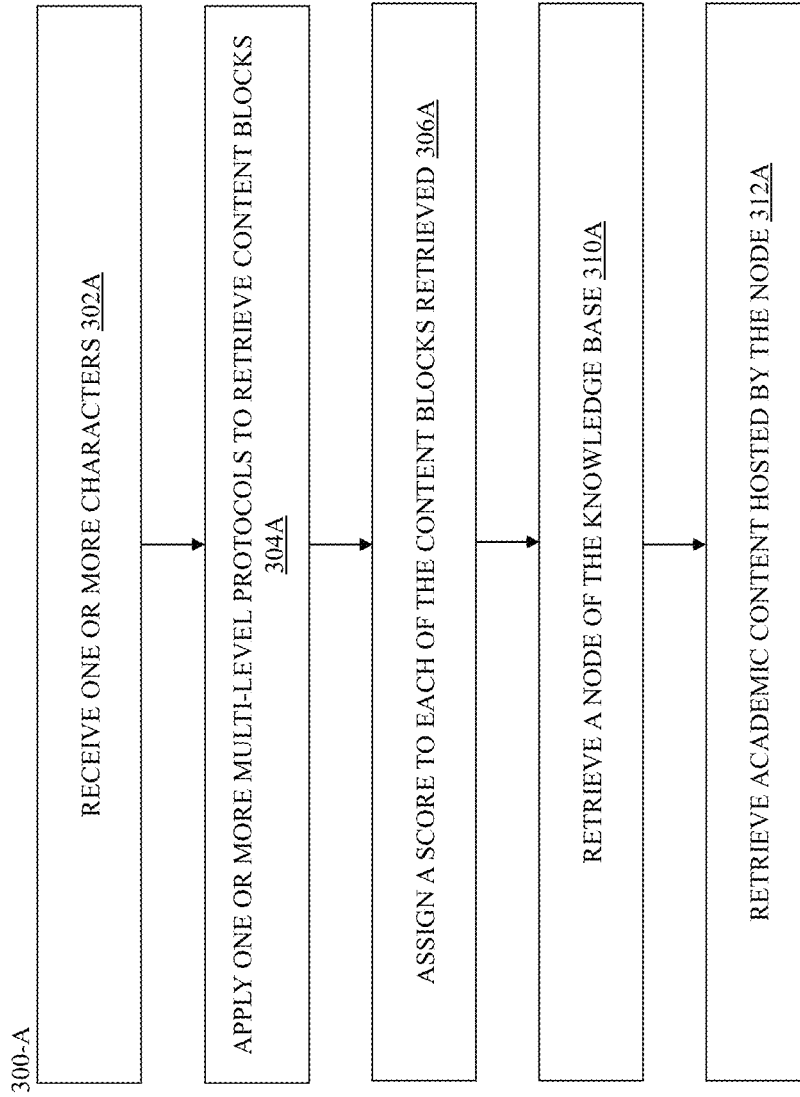 300-A
RECEIVE ONE OR MORE CHARACTERS 302A
APPLY ONE OR MORE MULTI-LEVEL PROTOCOLS TO RETRIEVE CONTENT BLOCKS
304A
ASSIGN A SCORE TO EACH OF THE CONTENT BLOCKS RETRIEVED 306A
RETRIEVE A NODE OF THE KNOWLEDGE BASE 310A
RETRIEVE ACADEMIC CONTENT HOSTED BY THE NODE 312A